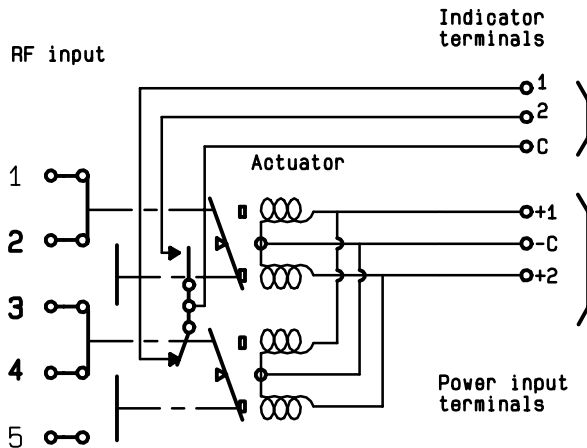 Indicator
terminals
RF input
1
2
C
Actuator
1
2
3
4
5
+1
-C
+2
Power input
terminals